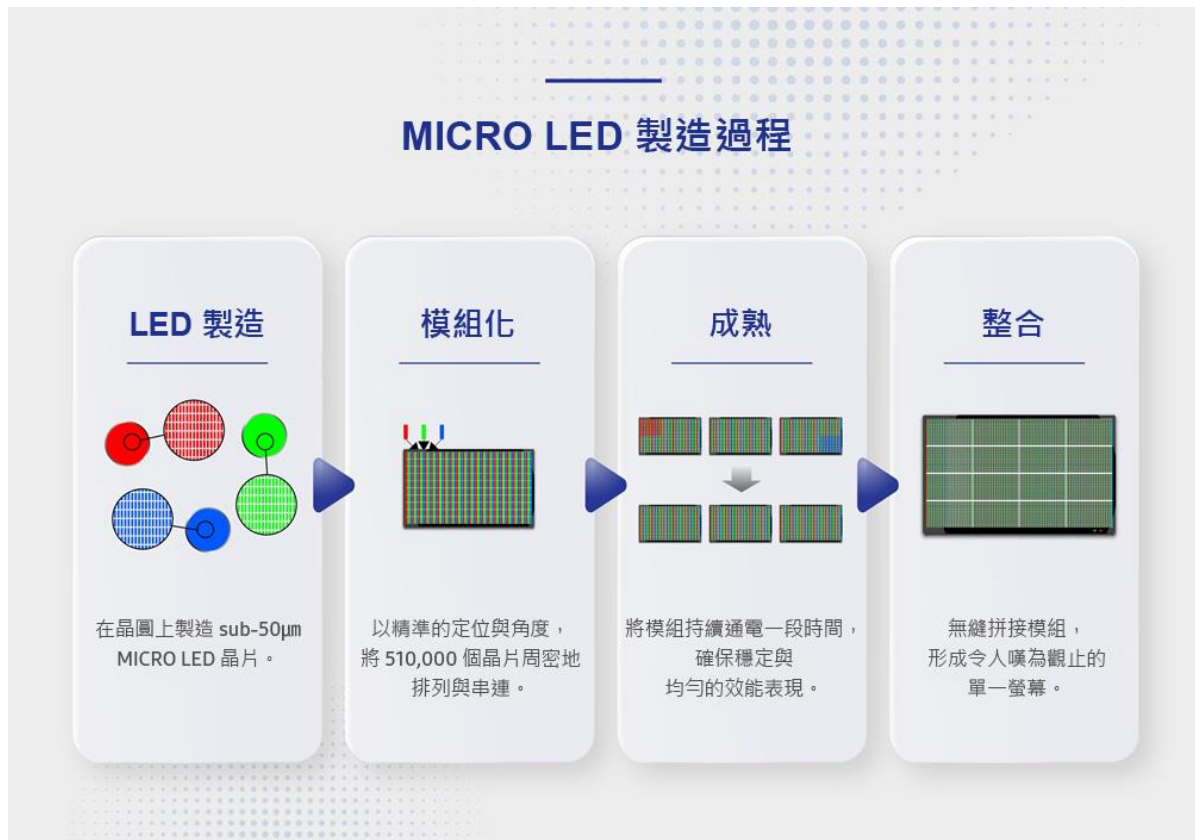 MICRO LED 製造過程
LED 製造
在晶圓上製造 sub-50㎛
MICRO LED 晶片。
模組化
以精準的定位與角度，
將 510,000 個晶片周密地
排列與串連。
成熟
將模組持續通電一段時間，
確保穩定與
均勻的效能表現。
整合
無縫拼接模組，
形成令人嘆為觀止的
單一螢幕。